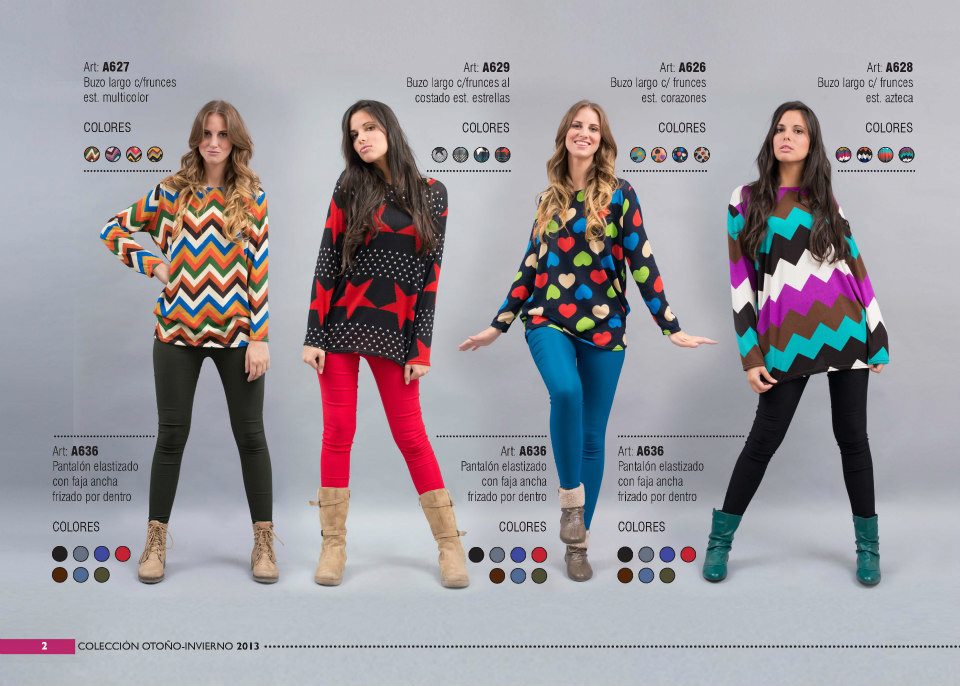 Art: A627
Buzo largo c/frunces
est. multicolor
COLORES
Art: A629
Buzo largo c/frunces al
costado est. estrellas
COLORES
Art: A626
Buzo largo c/ frunces
est. corazones
COLORES
Art: A628
Buzo largo c/ frunces
est. azteca
COLORES
Art: A636
Pantalón elastizado
con faja ancha
frizado por dentro
COLORES
Art: A636
Pantalón elastizado
con faja ancha
frizado por dentro
COLORES
Art: A636
Pantalón elastizado
con faja ancha
frizado por dentro
COLORES
2 COLECCIÓN OTOÑO-INVIERNO 2013